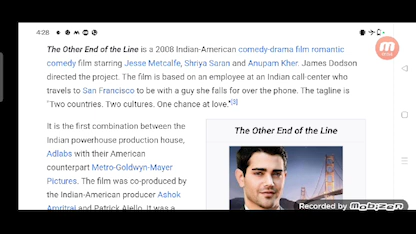 4:28
The Other End of the Line is a 2008 Indian-American comedy-drama film romantic
comedy film starring Jesse Metcalfe, Shriya Saran and Anupam Kher. James Dodson
directed the project. The film is based on an employee at an Indian call-center who
travels to San Francisco to be with a guy she falls for over the phone. The tagline is
"Two countries. Two cultures. One chance at love."[3]
It is the first combination between the
Indian powerhouse production house,
Adlabs with their American
counterpart Metro-Goldwyn-Mayer
Pictures. The film was co-produced by
the Indian-American producer Ashok
Amritraj and Patrick Aiello. It was a
The Other End of the Line
Recorded by Mobizen